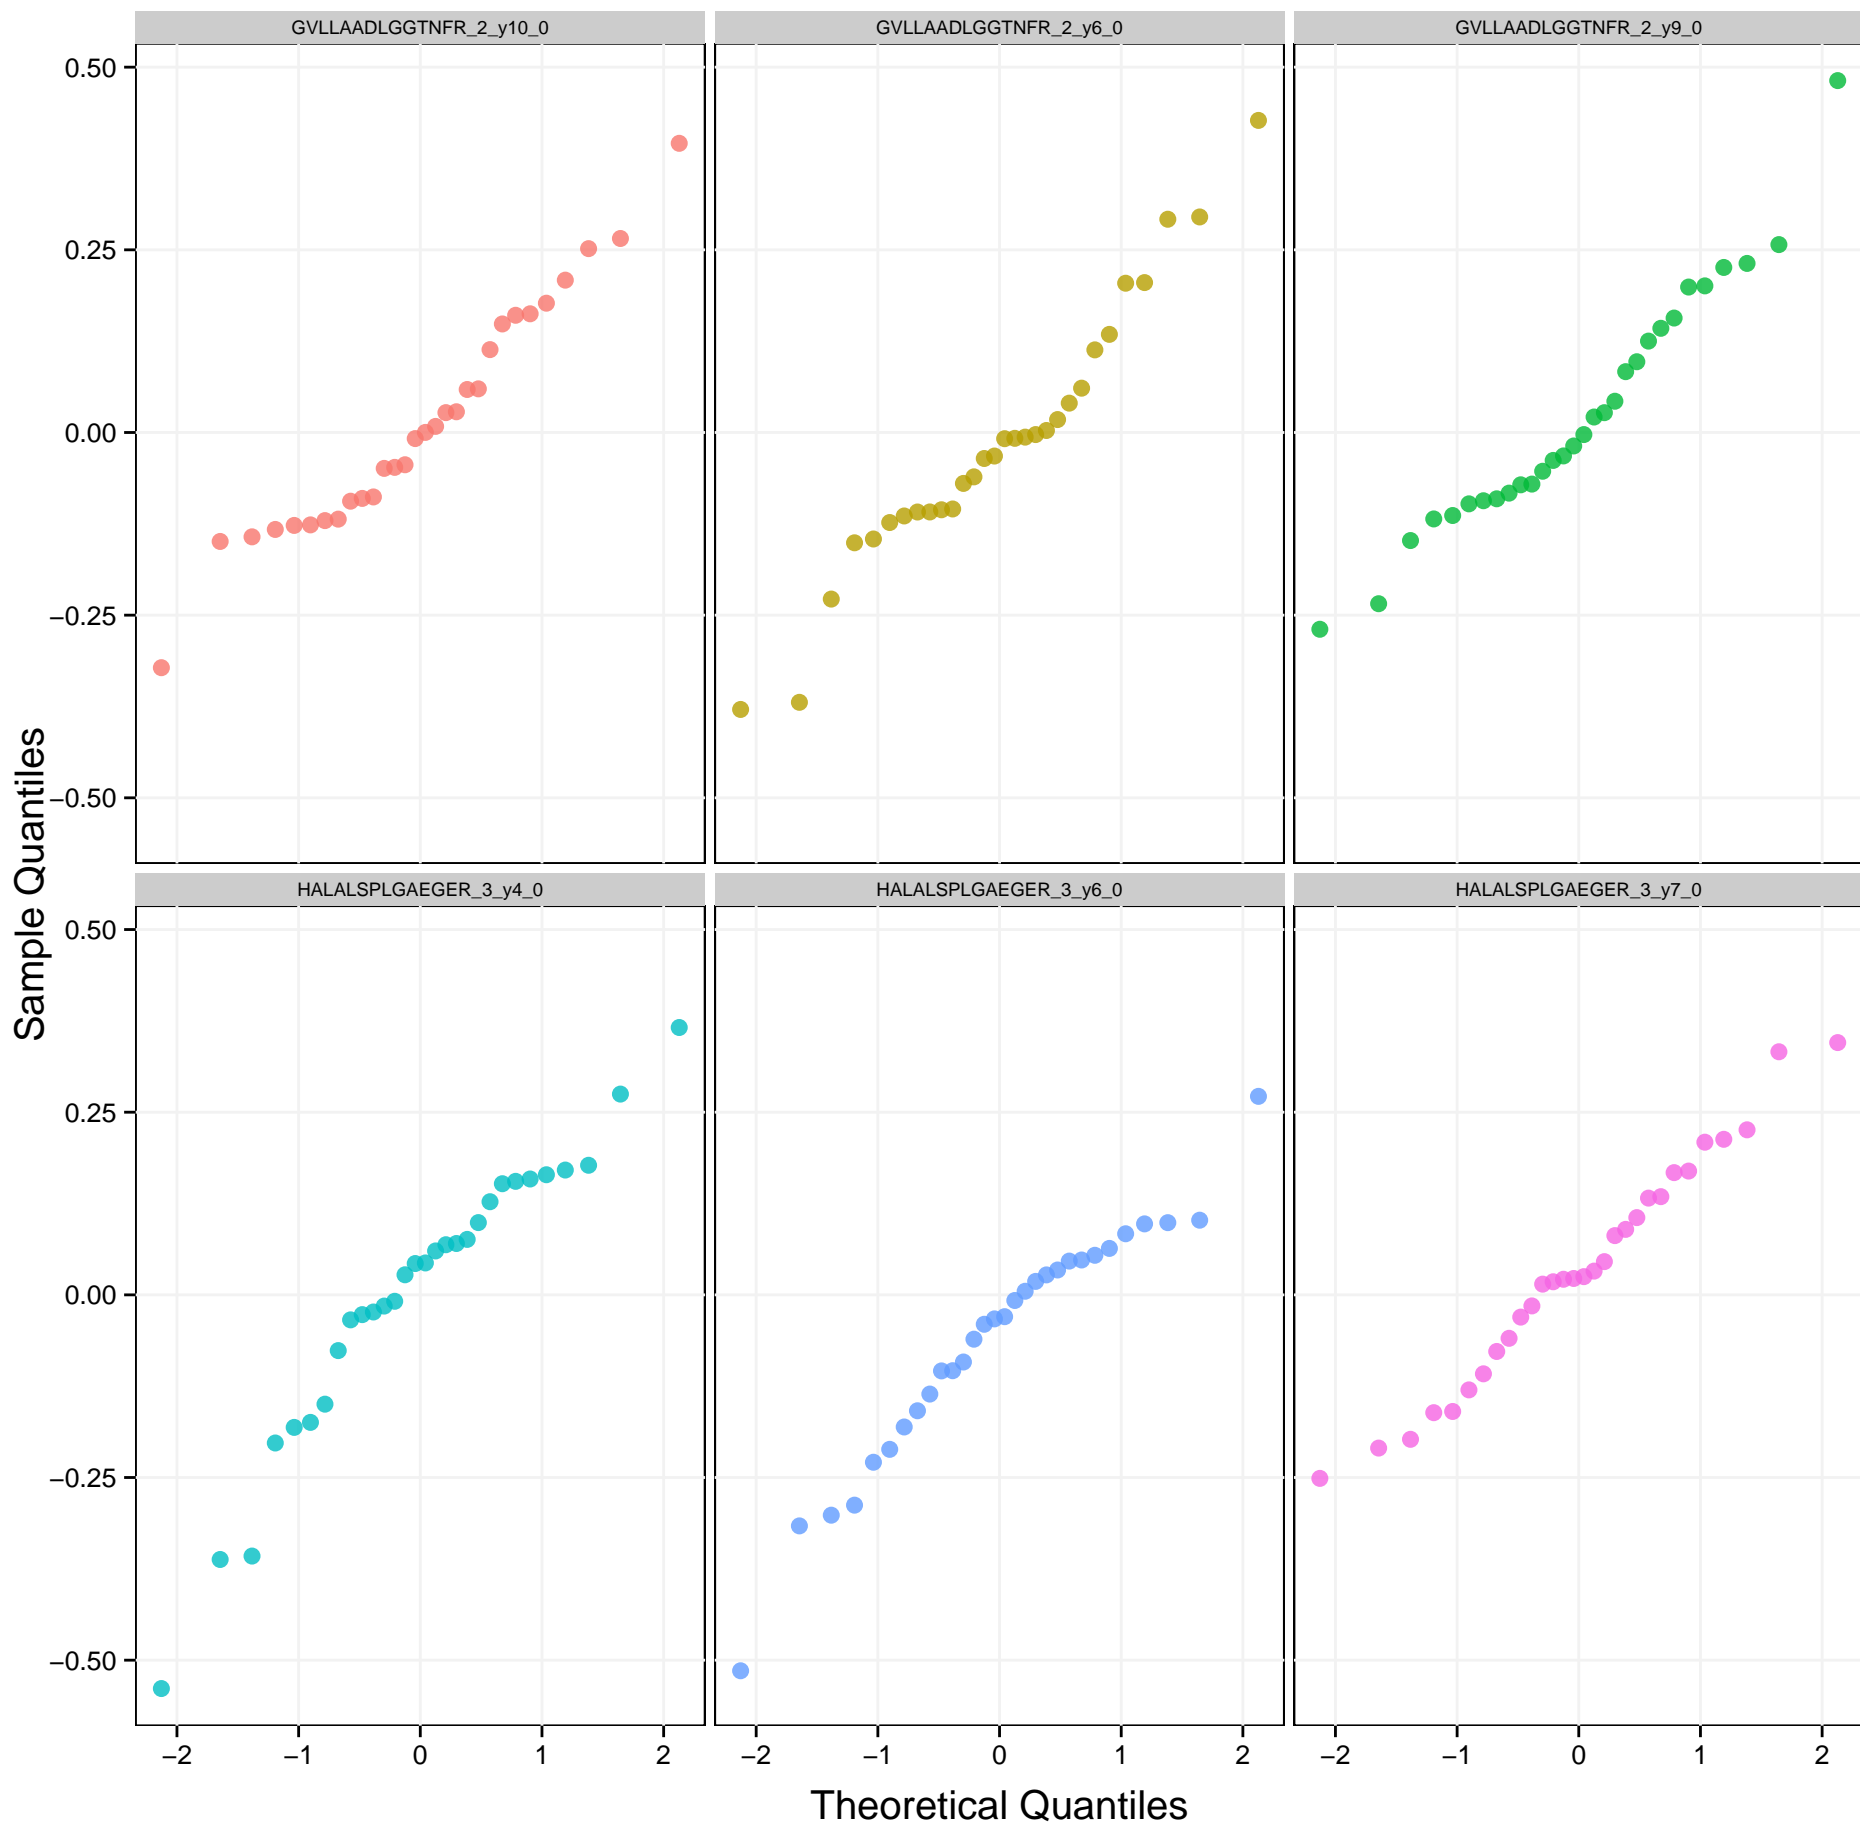 GVLLAADLGGTNFR_2_y10_0
GVLLAADLGGTNFR_2_y6_0
GVLLAADLGGTNFR_2_y9_0
0.50
0.25
0.00
−0.25
−0.50
HALALSPLGAEGER_3_y4_0
HALALSPLGAEGER_3_y6_0
HALALSPLGAEGER_3_y7_0
0.50
0.25
0.00
−0.25
−0.50
−2 −1 0 1 2
−2 −1 0 1 2
−2 −1 0 1 2
Sample Quantiles
Theoretical Quantiles